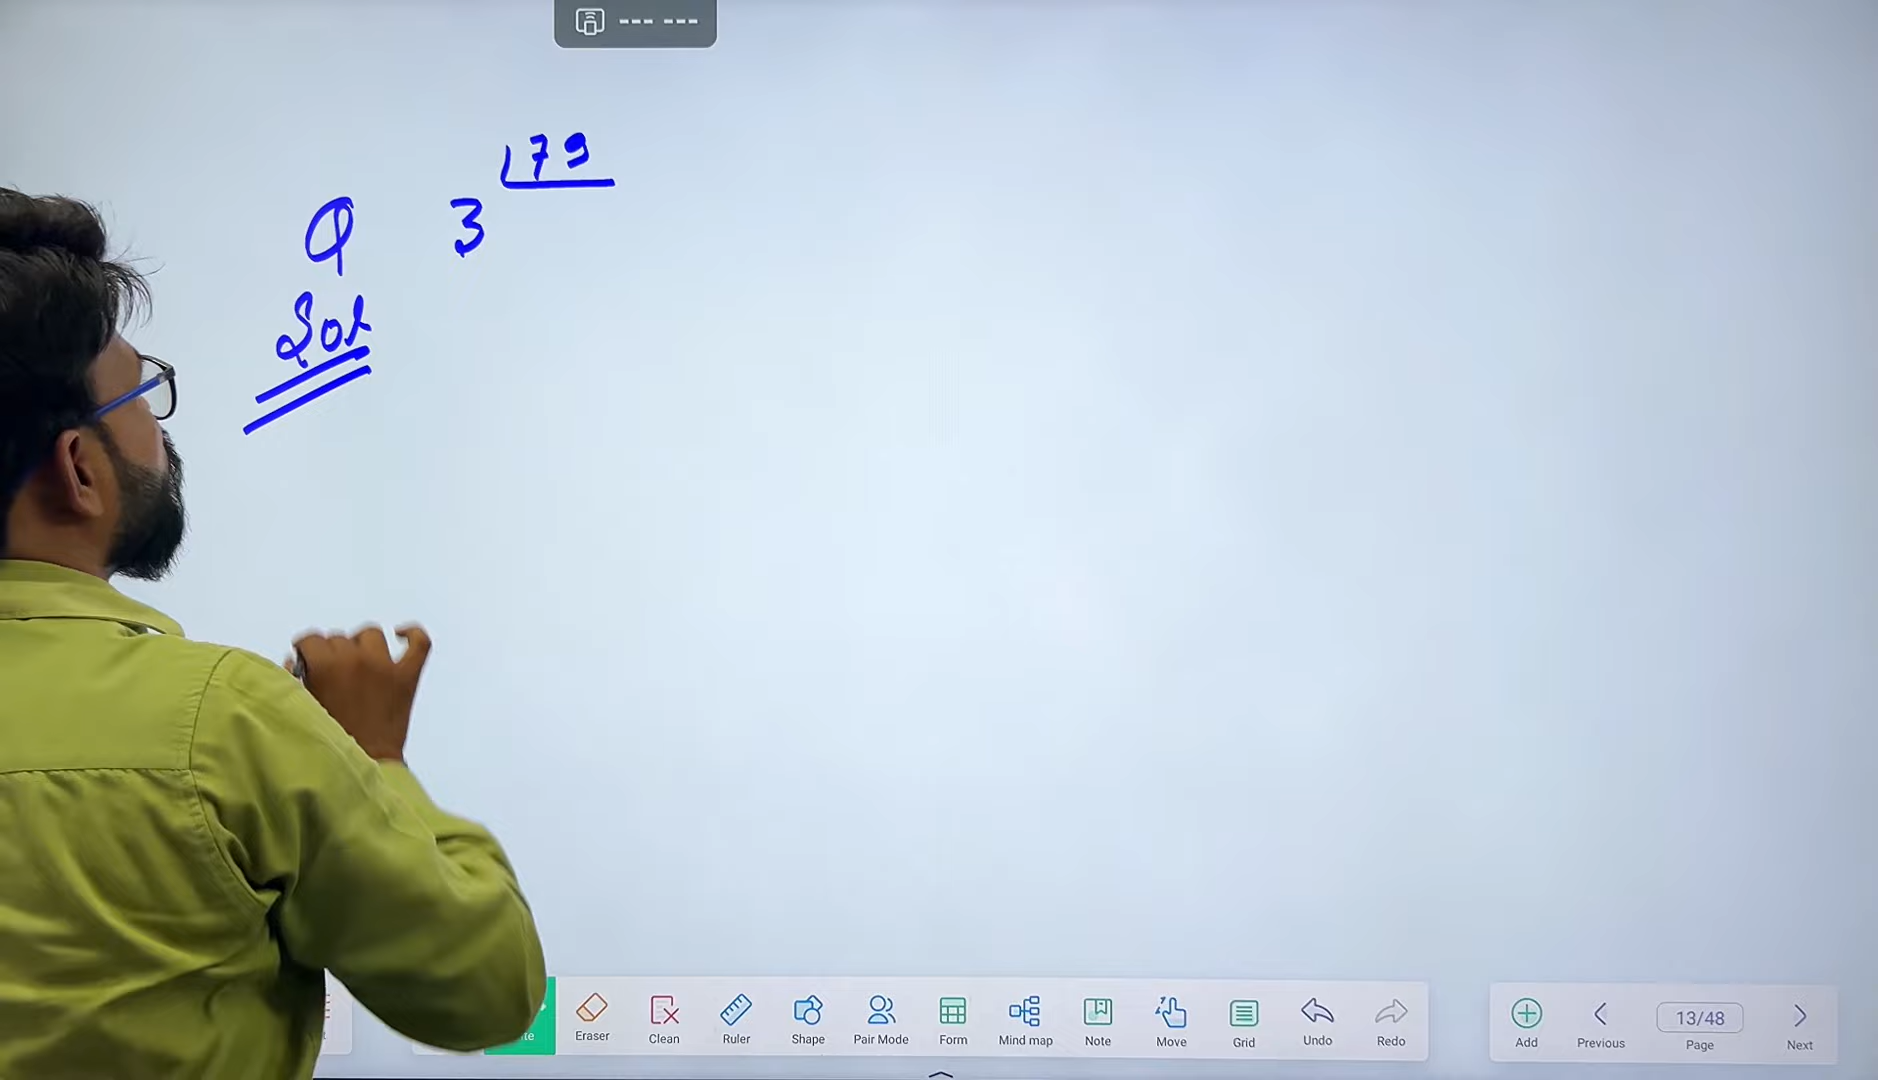 --- ---
Q 3^|79
Sol
Eraser Clean Ruler Shape Pair Mode Form Mind map Note Move Grid Undo Redo Add Previous 13/48 Page Next